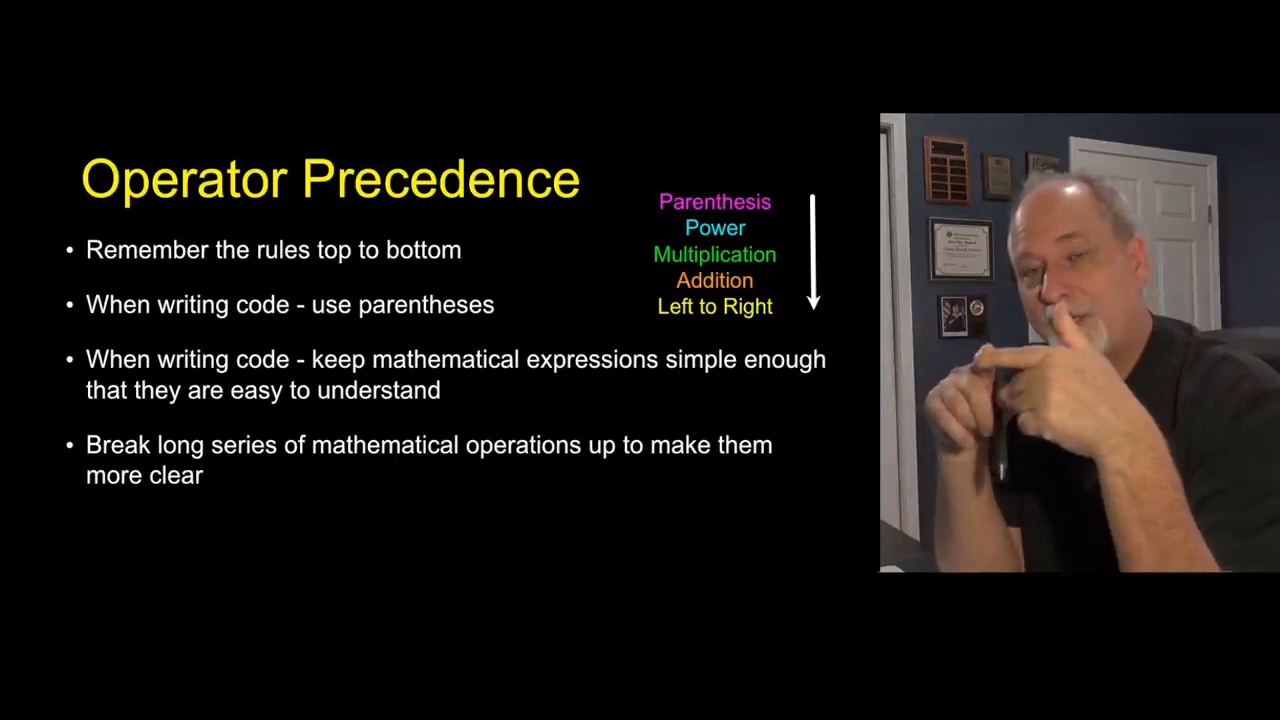 Operator Precedence
• Remember the rules top to bottom
• When writing code - use parentheses
• When writing code - keep mathematical expressions simple enough
that they are easy to understand
• Break long series of mathematical operations up to make them
more clear
Parenthesis
Power
Multiplication
Addition
Left to Right